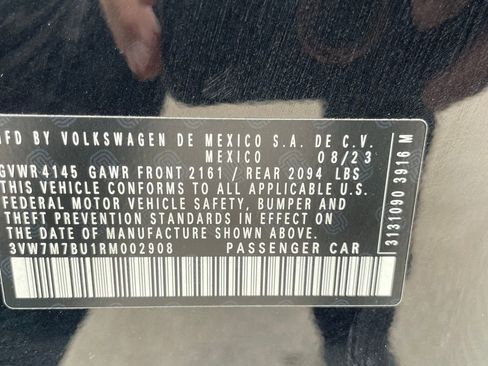 MFD BY VOLKSWAGEN DE MEXICO S.A. DE C.V.
MEXICO 08/23
GVWR 4145 GAWR FRONT 2161 / REAR 2094 LBS
THIS VEHICLE CONFORMS TO ALL APPLICABLE
FEDERAL MOTOR VEHICLE SAFETY, BUMPER AND
THEFT PREVENTION STANDARDS IN EFFECT ON
THE DATE OF MANUFACTURE SHOWN ABOVE
3VW7M7BU1RM002908 PASSENGER CAR
3131090 3916 M